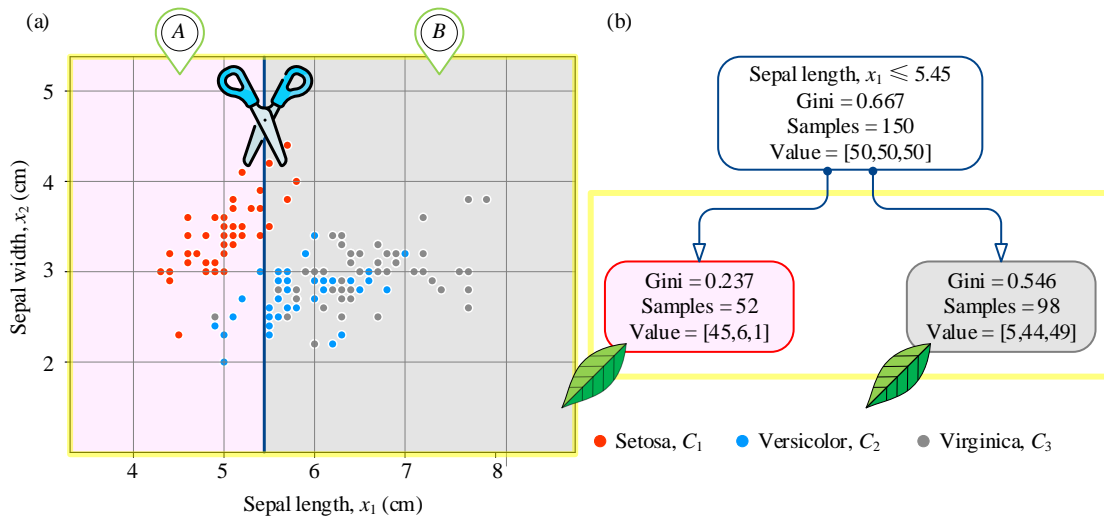 (a)
A
B
5
4
3
2
4
5
6
7
8
Sepal width, x₂ (cm)
Sepal length, x₁ (cm)
(b)
Sepal length, x₁ ⩽ 5.45
Gini = 0.667
Samples = 150
Value = [50,50,50]
Gini = 0.237
Samples = 52
Value = [45,6,1]
Gini = 0.546
Samples = 98
Value = [5,44,49]
Setosa, C₁
Versicolor, C₂
Virginica, C₃